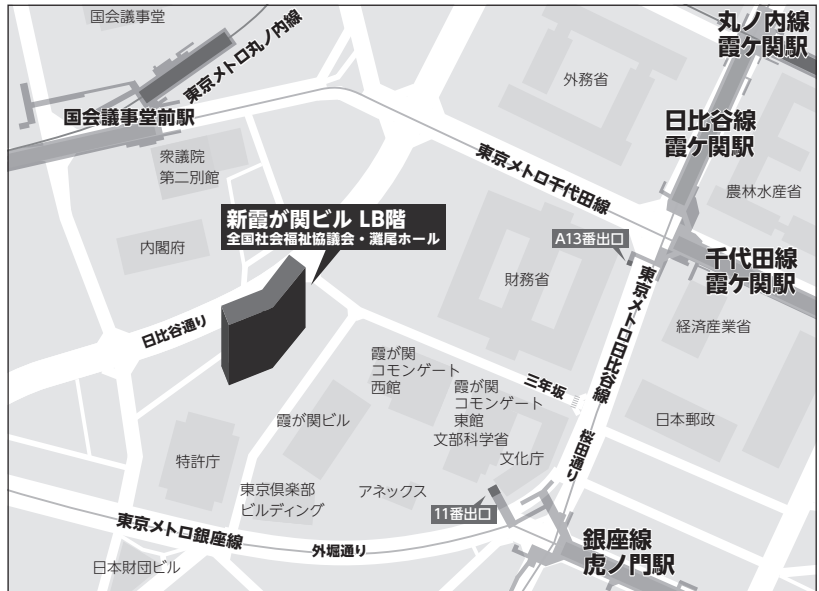 国会議事堂
東京メトロ丸ノ内線
丸ノ内線
霞ケ関駅
外務省
国会議事堂前駅
日比谷線
霞ケ関駅
衆議院
第二別館
東京メトロ千代田線
農林水産省
新霞が関ビル LB階
全国社会福祉協議会・灘尾ホール
内閣府
A13番出口
千代田線
霞ケ関駅
財務省
東京メトロ日比谷線
日比谷通り
経済産業省
霞が関
コモンゲート
西館
三年坂
霞が関
コモンゲート
東館
文部科学省
文化庁
日本郵政
霞が関ビル
桜田通り
特許庁
東京倶楽部
ビルディング
アネックス
11番出口
東京メトロ銀座線
外堀通り
銀座線
虎ノ門駅
日本財団ビル